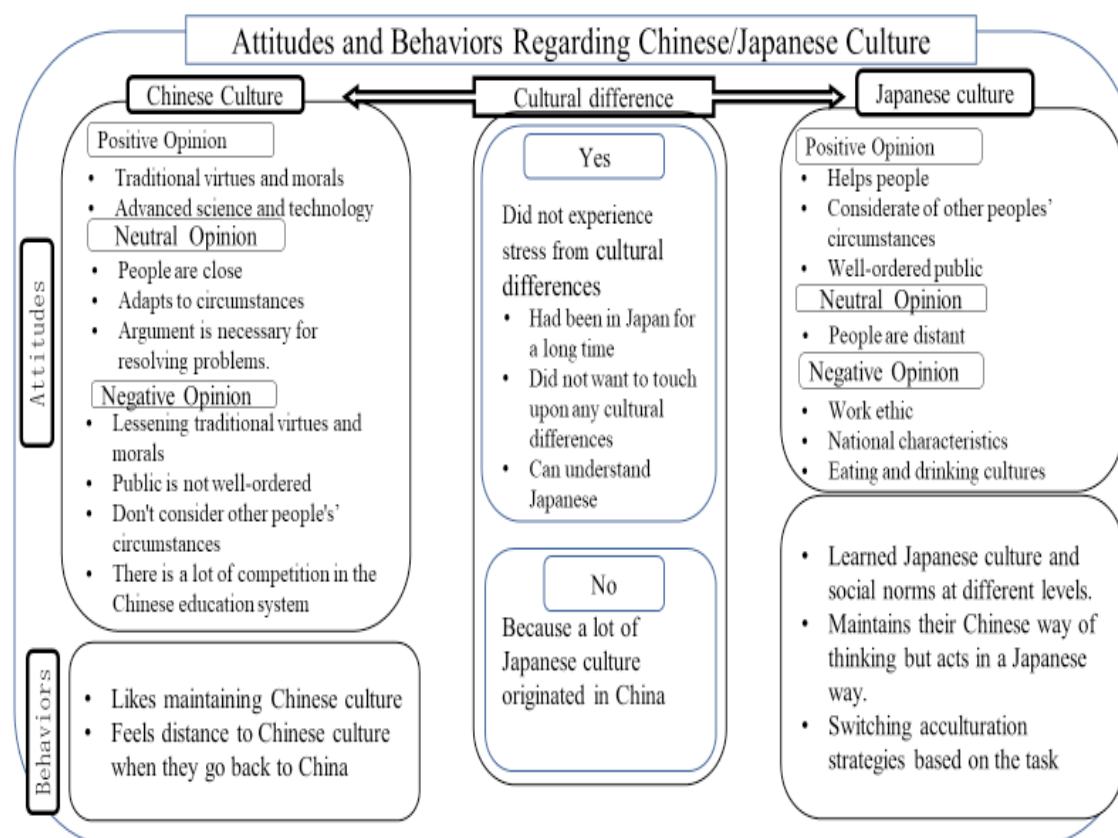 Attitudes and Behaviors Regarding Chinese/Japanese Culture
Chinese Culture
Cultural difference
Japanese culture
Attitudes
Positive Opinion
• Traditional virtues and morals
• Advanced science and technology
Neutral Opinion
• People are close
• Adapts to circumstances
• Argument is necessary for
resolving problems.
Negative Opinion
• Lessening traditional virtues and
morals
• Public is not well-ordered
• Don't consider other people's’
circumstances
• There is a lot of competition in the
Chinese education system
Yes
Did not experience
stress from cultural
differences
• Had been in Japan for
a long time
• Did not want to touch
upon any cultural
differences
• Can understand
Japanese
No
Because a lot of
Japanese culture
originated in China
Positive Opinion
• Helps people
• Considerate of other peoples’
circumstances
• Well-ordered public
Neutral Opinion
• People are distant
Negative Opinion
• Work ethic
• National characteristics
• Eating and drinking cultures
Behaviors
• Likes maintaining Chinese culture
• Feels distance to Chinese culture
when they go back to China
• Learned Japanese culture and
social norms at different levels.
• Maintains their Chinese way of
thinking but acts in a Japanese
way.
• Switching acculturation
strategies based on the task